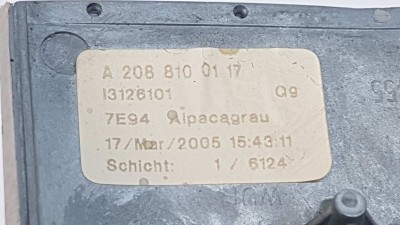 A 208 810 01 17
13126101 Q9
7E94 Alpacagrau
17/Mar/2005 15:43:11
Schicht: 1 / 6124